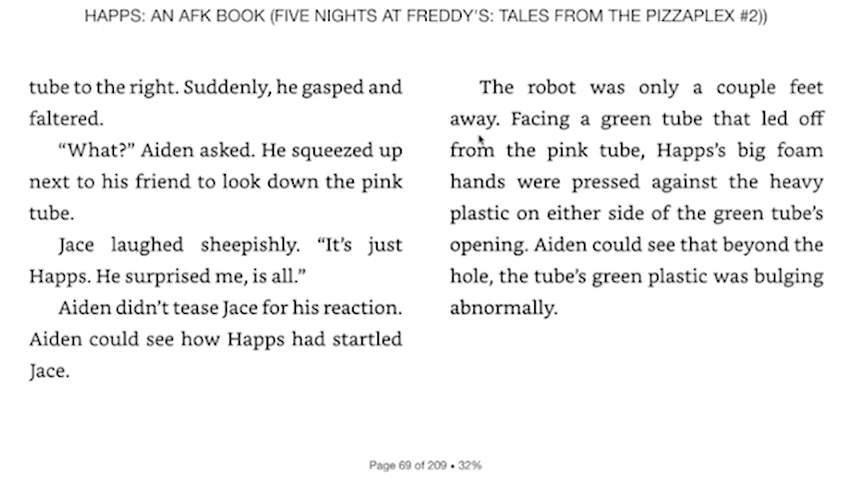 HAPPS: AN AFK BOOK (FIVE NIGHTS AT FREDDY'S: TALES FROM THE PIZZAPLEX #2))
tube to the right. Suddenly, he gasped and
faltered.
“What?” Aiden asked. He squeezed up
next to his friend to look down the pink
tube.
Jace laughed sheepishly. “It’s just
Happs. He surprised me, is all.”
Aiden didn’t tease Jace for his reaction.
Aiden could see how Happs had startled
Jace.
The robot was only a couple feet
away. Facing a green tube that led off
from the pink tube, Happs’s big foam
hands were pressed against the heavy
plastic on either side of the green tube’s
opening. Aiden could see that beyond the
hole, the tube’s green plastic was bulging
abnormally.
Page 69 of 209 • 32%